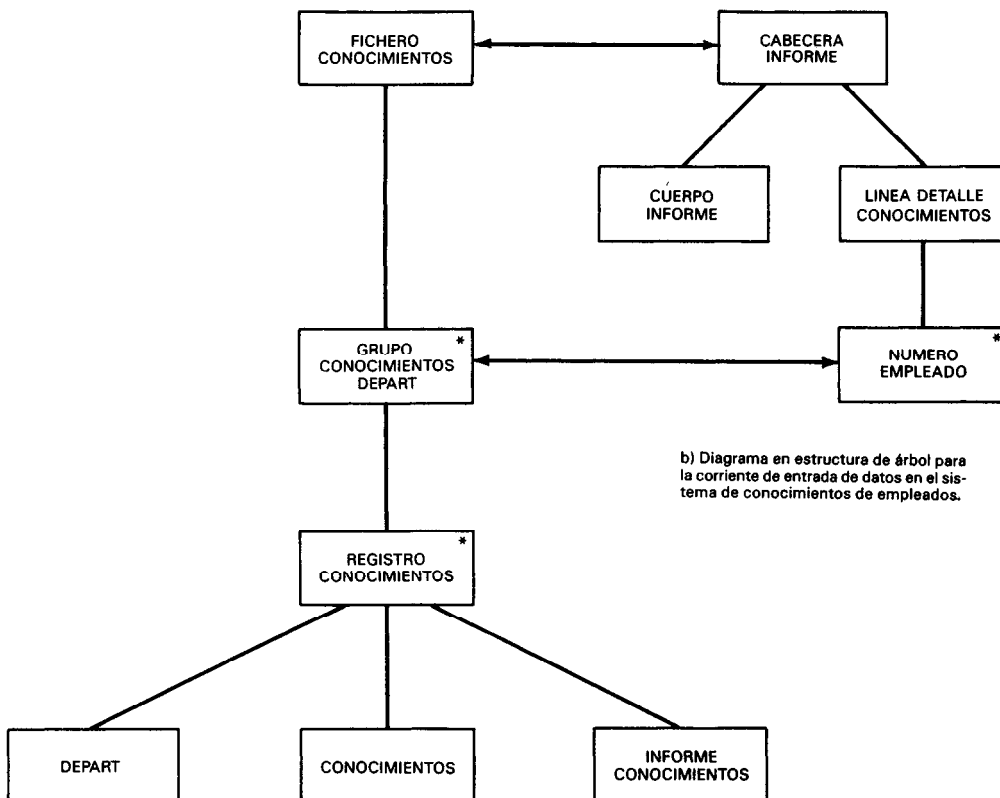 FICHERO
CONOCIMIENTOS
CABECERA
INFORME
CUERPO
INFORME
LINEA DETALLE
CONOCIMIENTOS
GRUPO *
CONOCIMIENTOS
DEPART
NUMERO *
EMPLEADO
b) Diagrama en estructura de árbol para
la corriente de entrada de datos en el sis-
tema de conocimientos de empleados.
REGISTRO *
CONOCIMIENTOS
DEPART
CONOCIMIENTOS
INFORME
CONOCIMIENTOS